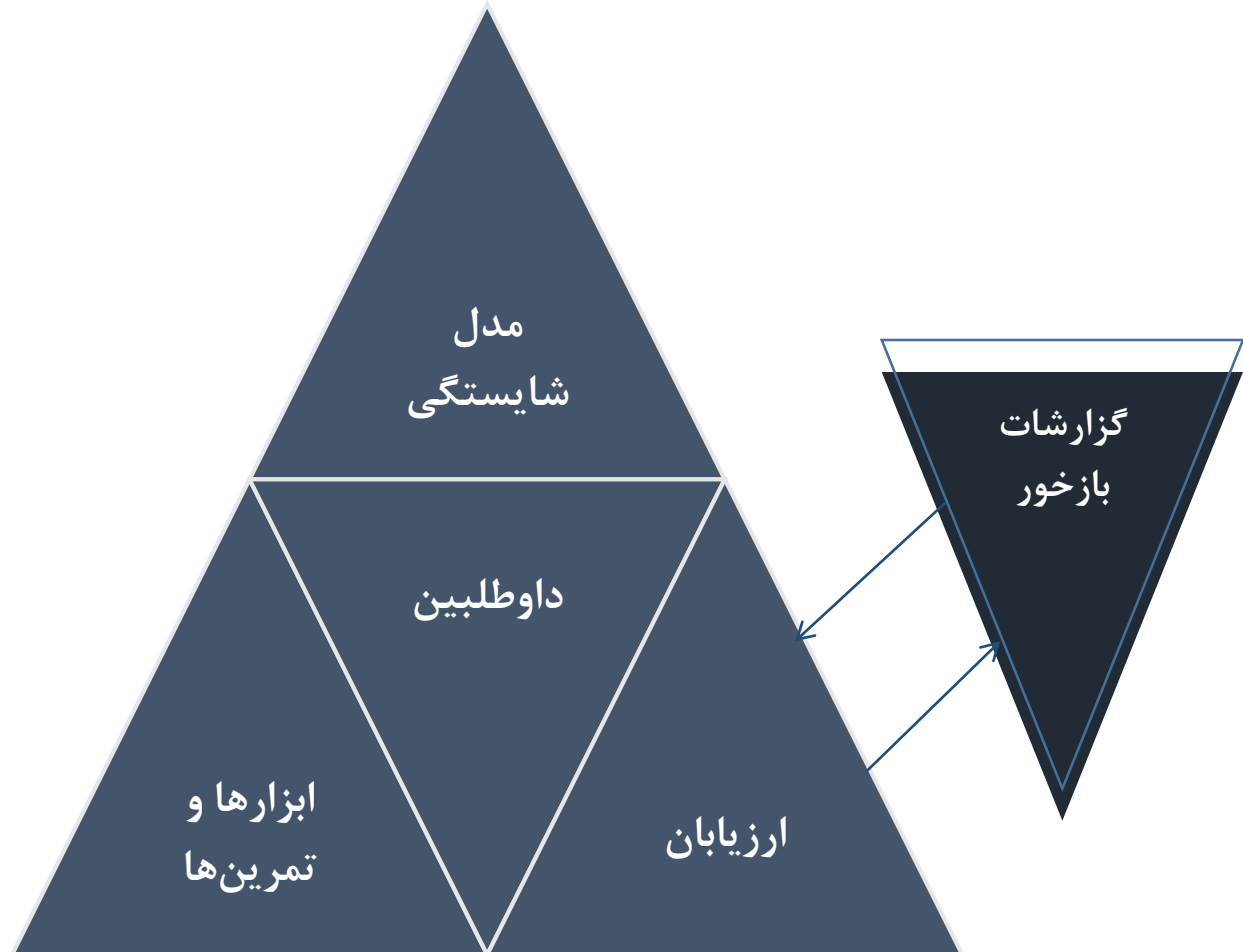 مدل
شایستگی
گزارشات
بازخور
داوطلبین
ابزارها و
تمرین‌ها
ارزیابان